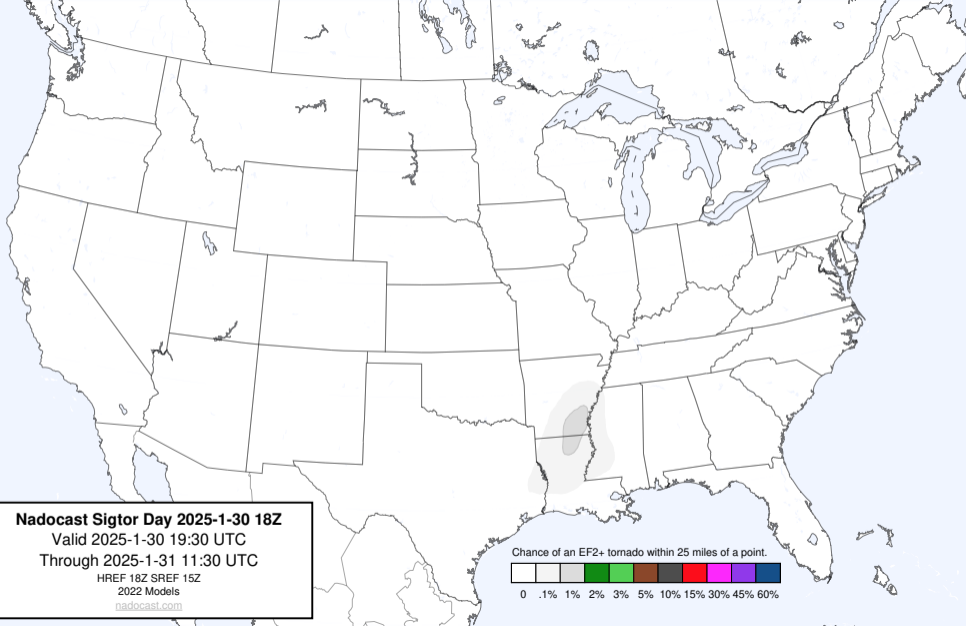 Nadocast Sigtor Day 2025-1-30 18Z
Valid 2025-1-30 19:30 UTC
Through 2025-1-31 11:30 UTC
HREF 18Z SREF 15Z
2022 Models
nadocast.com
Chance of an EF2+ tornado within 25 miles of a point.
0 .1% 1% 2% 3% 5% 10% 15% 30% 45% 60%